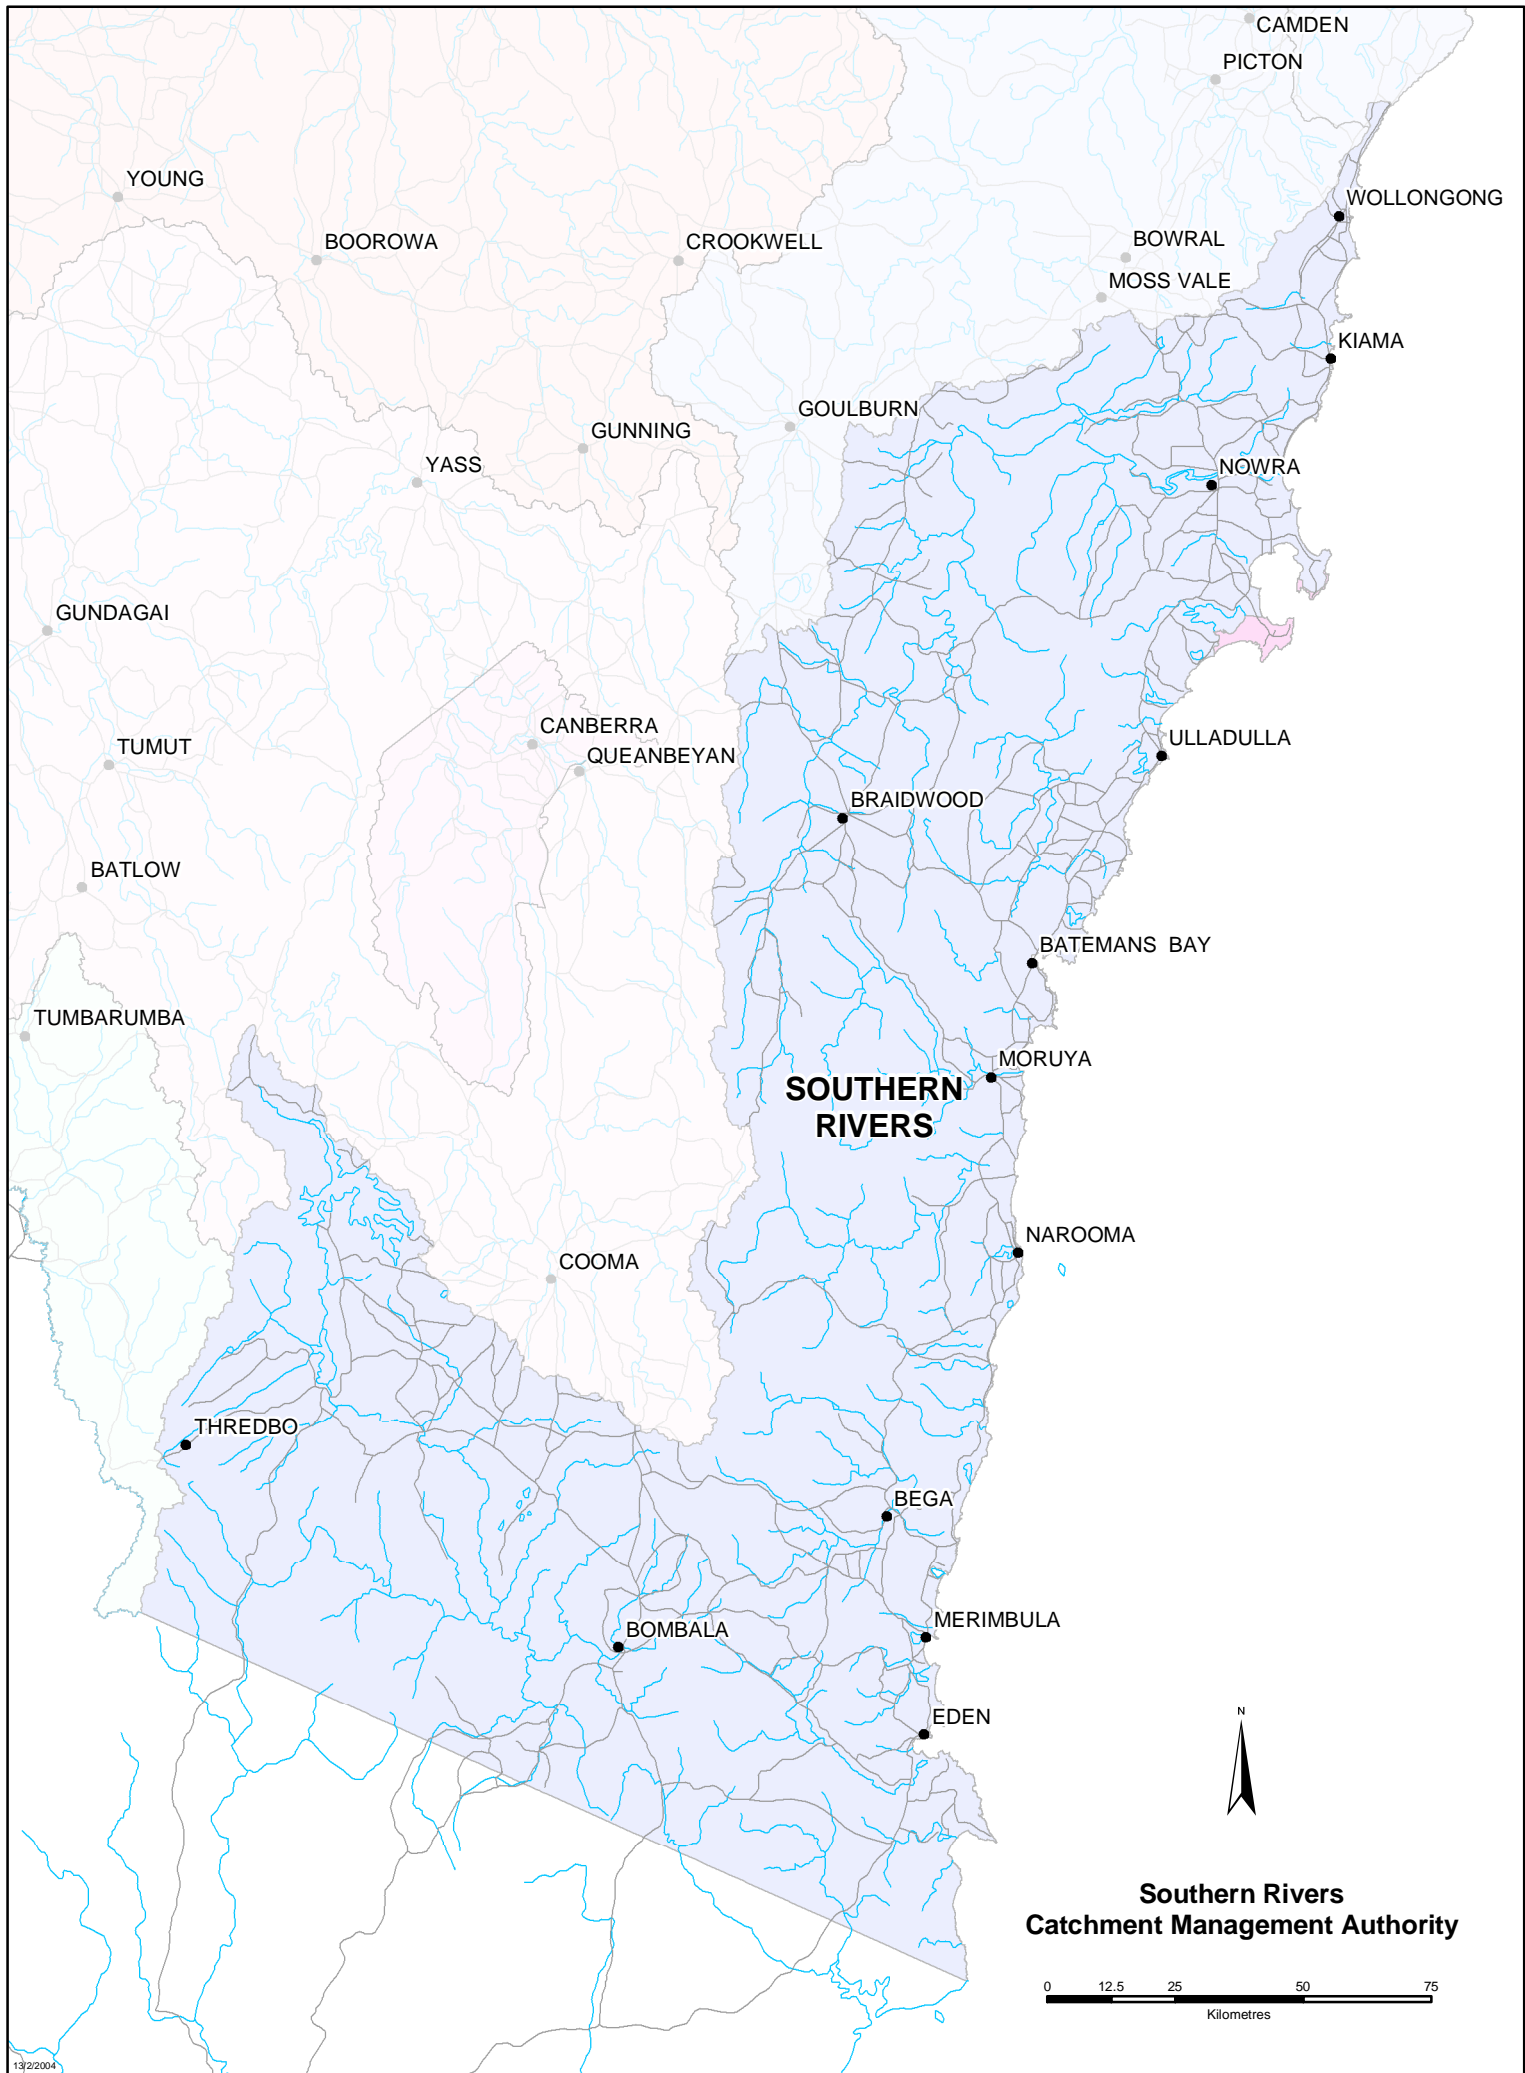 CAMDEN
PICTON
YOUNG
WOLLONGONG
BOOROWA
CROOKWELL
BOWRAL
MOSS VALE
KIAMA
GOULBURN
GUNNING
YASS
NOWRA
GUNDAGAI
CANBERRA
ULLADULLA
TUMUT
QUEANBEYAN
BRAIDWOOD
BATLOW
BATEMANS BAY
TUMBARUMBA
MORUYA
SOUTHERN
RIVERS
NAROOMA
COOMA
THREDBO
BEGA
MERIMBULA
BOMBALA
N
EDEN
Southern Rivers
Catchment Management Authority
0 12.5 25 50 75
Kilometres
13/2/2004